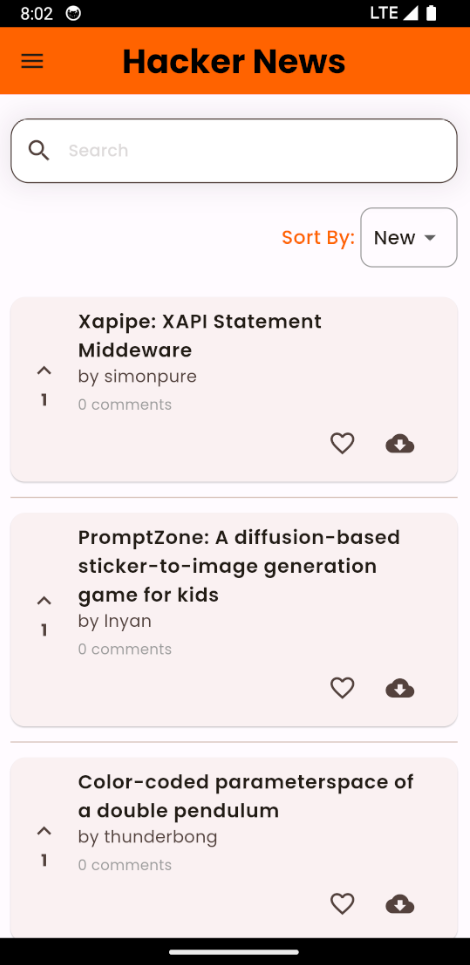 8:02
LTE
Hacker News
Search
Sort By:
New
Xapipe: XAPI Statement
Middeware
by simonpure
0 comments
1
PromptZone: A diffusion-based
sticker-to-image generation
game for kids
by lnyan
0 comments
1
Color-coded parameterspace of
a double pendulum
by thunderbong
0 comments
1